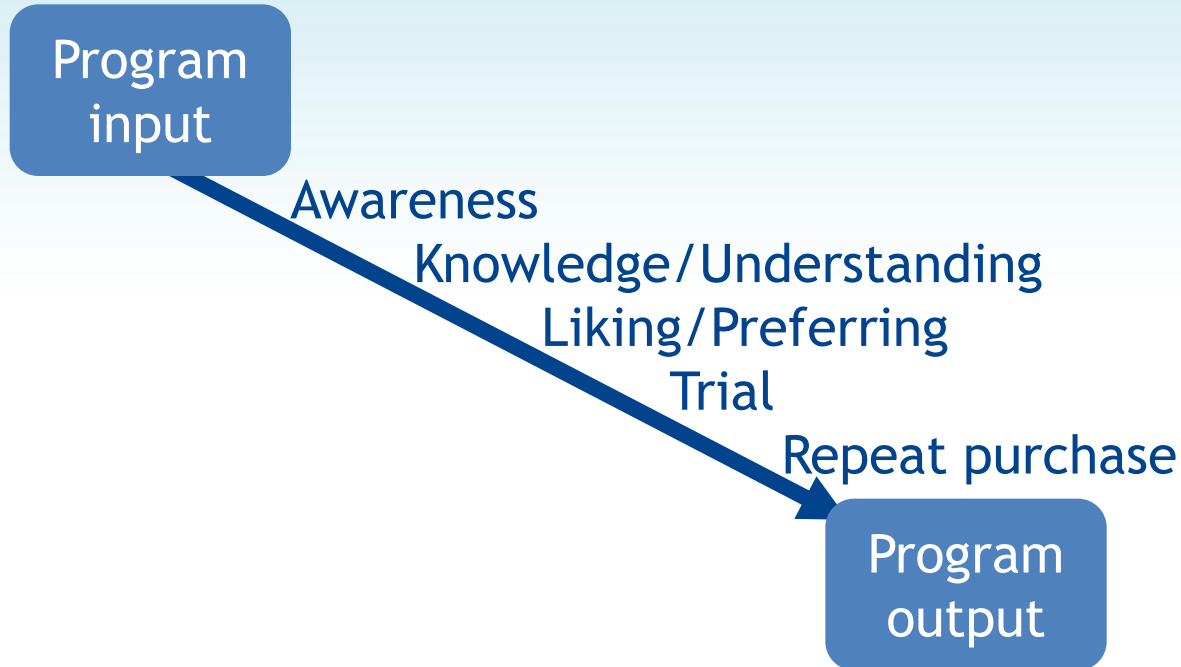 Program
input
Awareness
Knowledge/Understanding
Liking/Preferring
Trial
Repeat purchase
Program
output